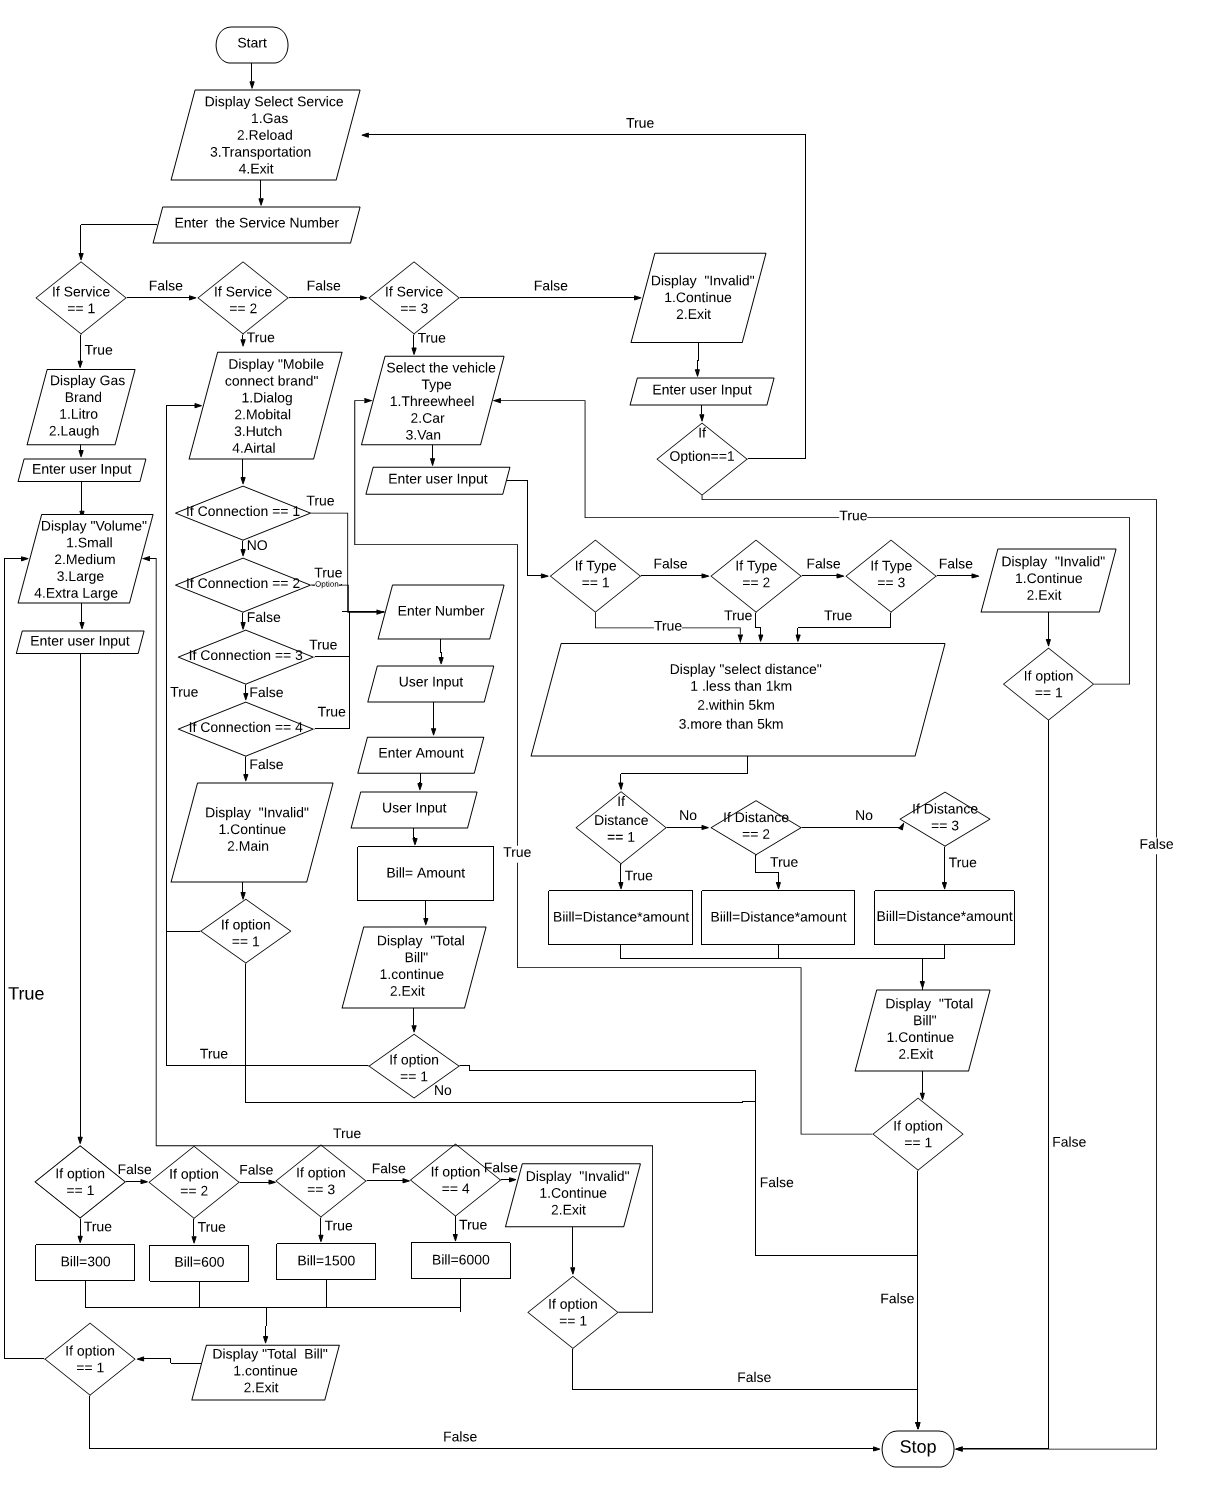 Start
Display Select Service
1.Gas
2.Reload
3.Transportation
4.Exit
True
Enter  the Service Number
If Service
== 1
False
If Service
== 2
False
If Service
== 3
False
Display  "Invalid"
1.Continue
2.Exit
True
True
True
Display Gas
Brand
1.Litro
2.Laugh
Display "Mobile
connect brand"
1.Dialog
2.Mobital
3.Hutch
4.Airtal
Select the vehicle
Type
1.Threewheel
2.Car
3.Van
Enter user Input
If
Option==1
Enter user Input
Enter user Input
Display "Volume"
1.Small
2.Medium
3.Large
4.Extra Large
Enter user Input
If Connection == 1
True
NO
If Connection == 2
True
Option
False
If Connection == 3
True
False
True
If Connection == 4
True
False
Enter Number
User Input
Enter Amount
User Input
Bill= Amount
Display  "Total
Bill"
1.continue
2.Exit
Display  "Invalid"
1.Continue
2.Main
If option
== 1
True
If option
== 1
No
True
True
If Type
== 1
False
If Type
== 2
False
If Type
== 3
False
Display  "Invalid"
1.Continue
2.Exit
True
True
True
If option
== 1
Display "select distance"
1 .less than 1km
2.within 5km
3.more than 5km
If
Distance
== 1
No
If Distance
== 2
No
If Distance
== 3
True
True
True
True
False
Biill=Distance*amount
Biill=Distance*amount
Biill=Distance*amount
Display  "Total
Bill"
1.Continue
2.Exit
If option
== 1
False
False
False
True
True
If option
== 1
False
If option
== 2
False
If option
== 3
False
If option
== 4
False
Display  "Invalid"
1.Continue
2.Exit
True
True
True
True
Bill=300
Bill=600
Bill=1500
Bill=6000
If option
== 1
If option
== 1
Display "Total  Bill"
1.continue
2.Exit
False
False
Stop